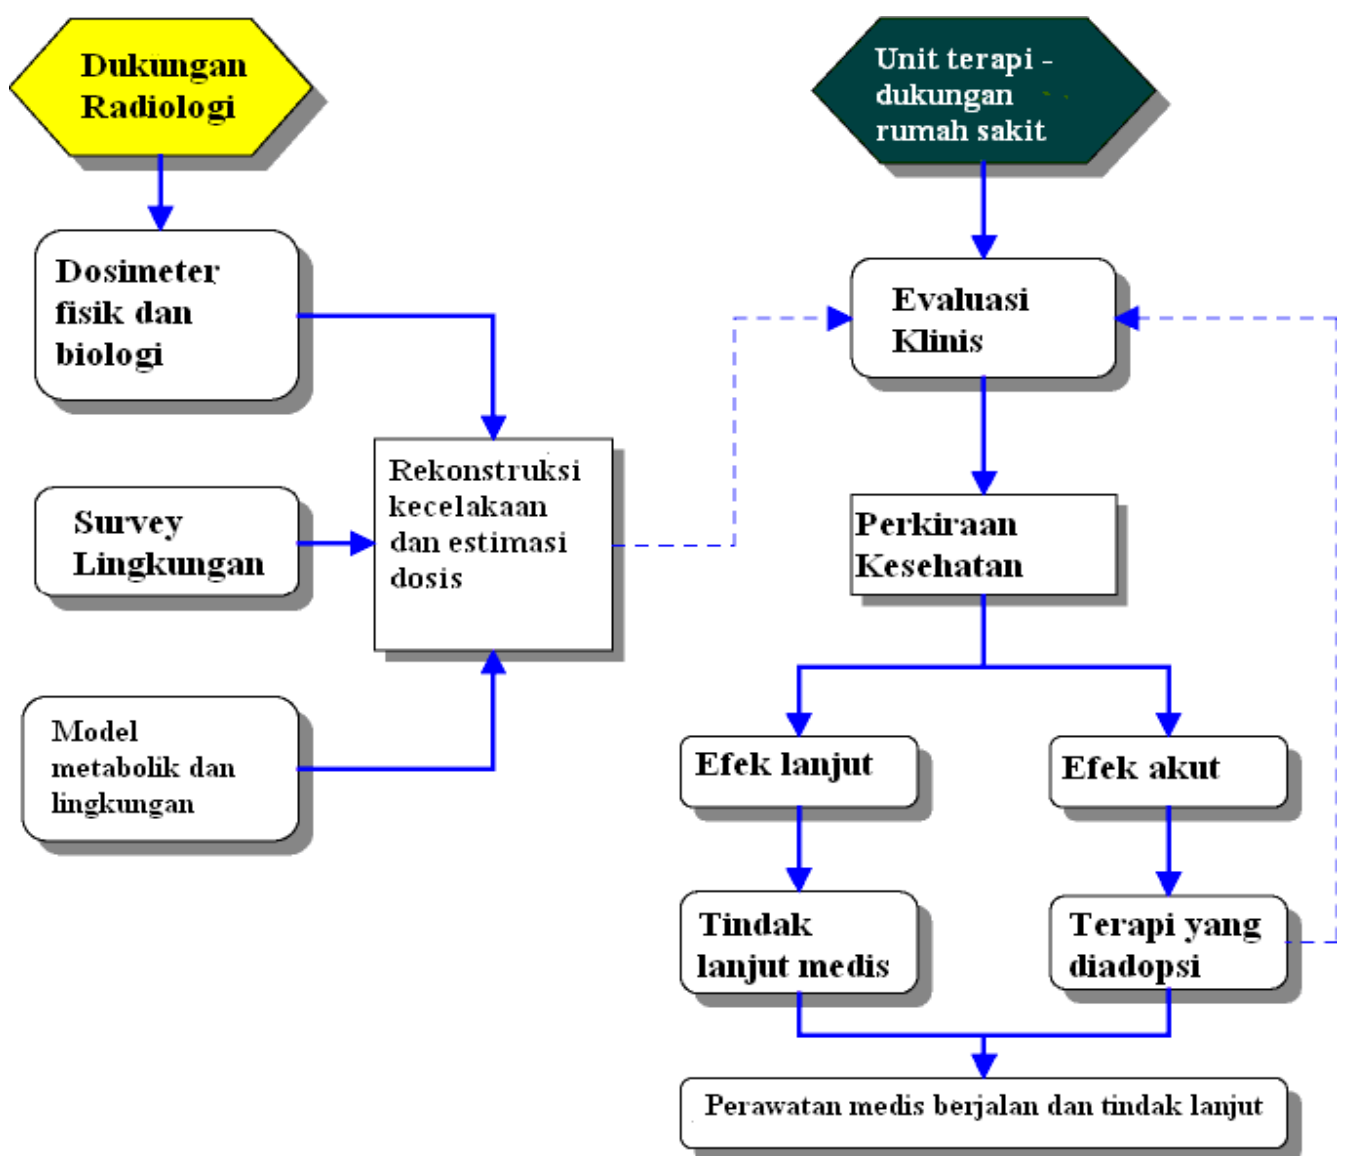 Dukungan
Radiologi
Unit terapi -
dukungan
rumah sakit
Dosimeter
fisik dan
biologi
Evaluasi
Klinis
Rekonstruksi
kecelakaan
dan estimasi
dosis
Survey
Lingkungan
Perkiraan
Kesehatan
Model
metabolik dan
lingkungan
Efek lanjut
Efek akut
Tindak
lanjut medis
Terapi yang
diadopsi
Perawatan medis berjalan dan tindak lanjut